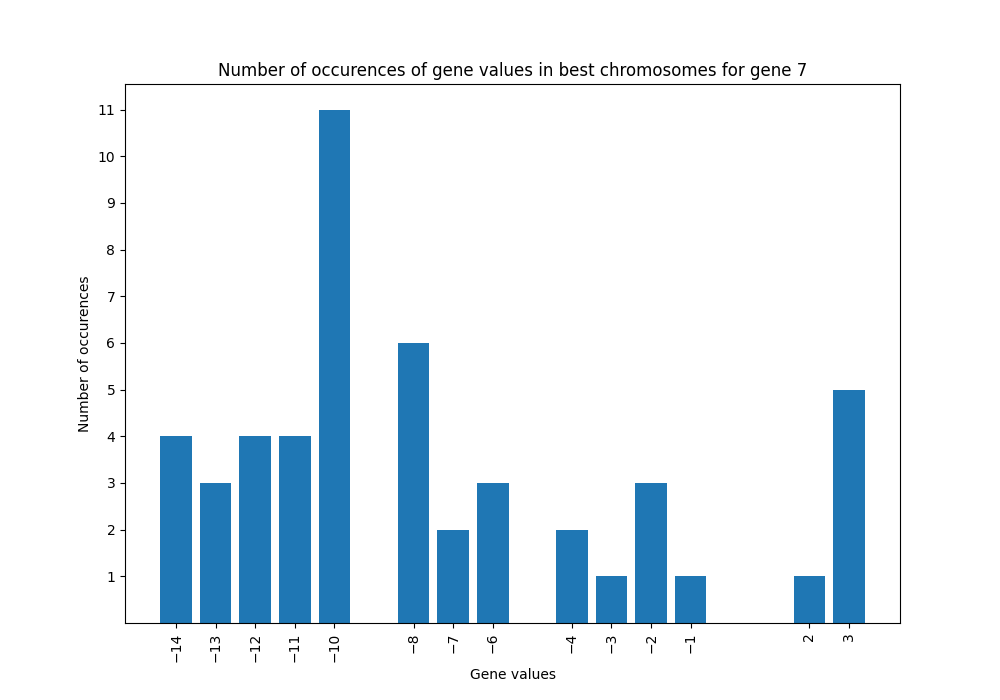 Number of occurences of gene values in best chromosomes for gene 7
11
10
9
8
7
6
5
4
3
2
1
Number of occurences
−14 −13 −12 −11 −10 −8 −7 −6 −4 −3 −2 −1 2 3
Gene values